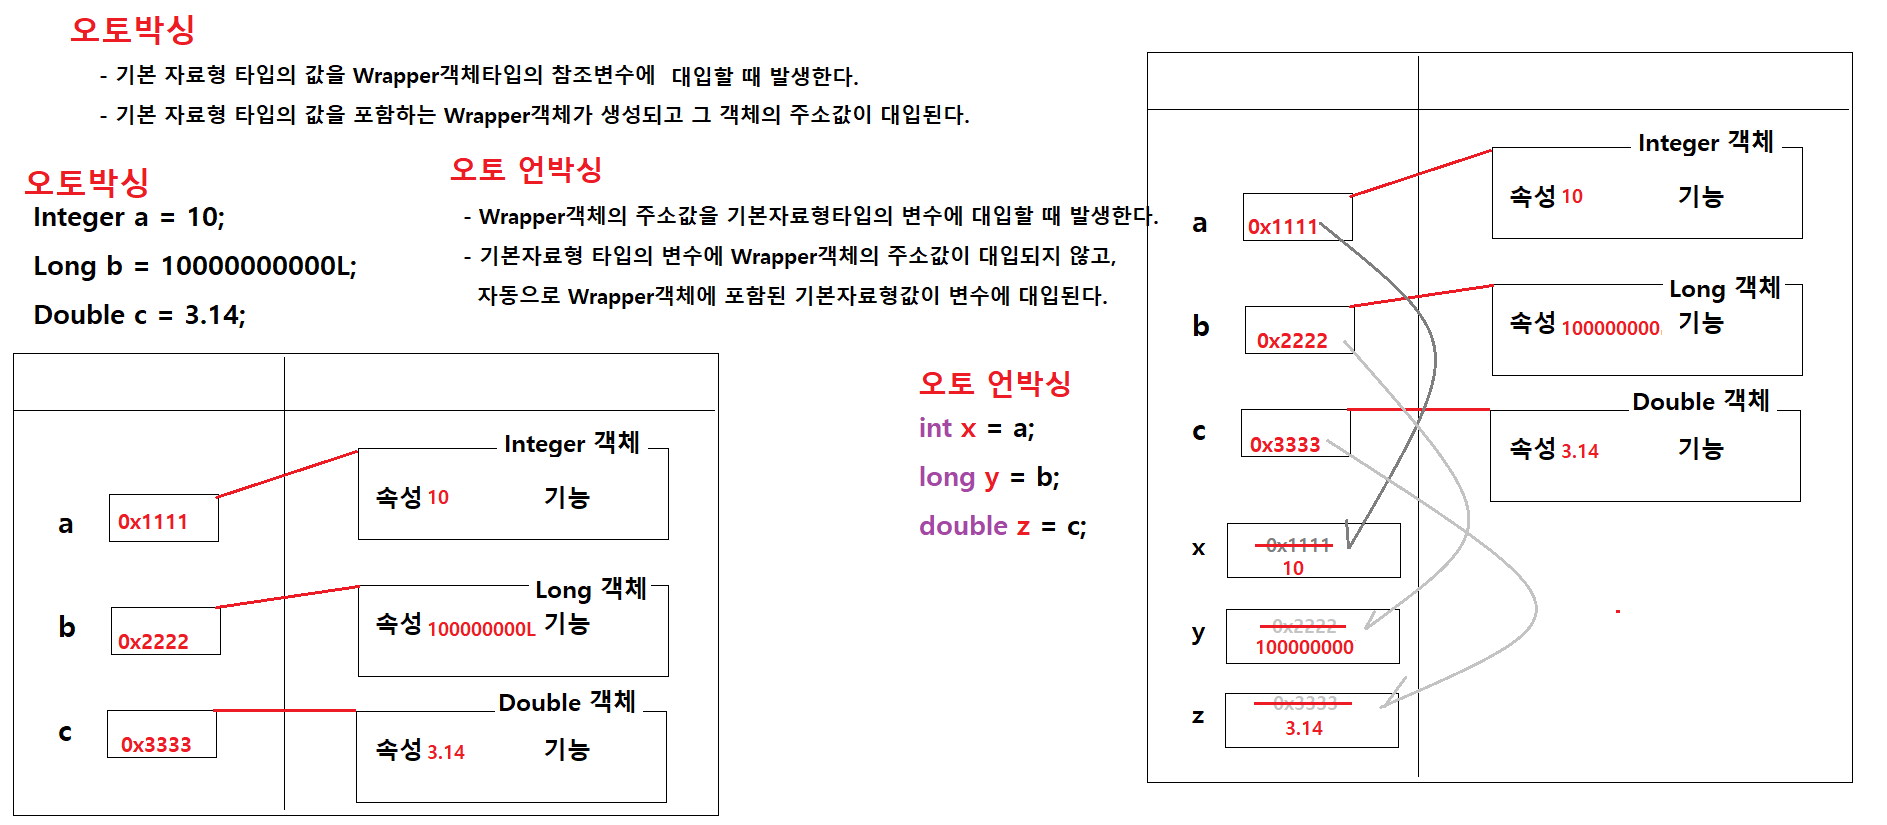 오토박싱
- 기본 자료형 타입의 값을 Wrapper객체타입의 참조변수에 대입할 때 발생한다.
- 기본 자료형 타입의 값을 포함하는 Wrapper객체가 생성되고 그 객체의 주소값이 대입된다.
오토박싱
Integer a = 10;
Long b = 10000000000L;
Double c = 3.14;
오토 언박싱
- Wrapper객체의 주소값을 기본자료형타입의 변수에 대입할 때 발생한다.
- 기본자료형 타입의 변수에 Wrapper객체의 주소값이 대입되지 않고,
자동으로 Wrapper객체에 포함된 기본자료형값이 변수에 대입된다.
Integer 객체
속성 10 기능
a 0x1111
Long 객체
속성 100000000L 기능
b 0x2222
Double 객체
속성 3.14 기능
c 0x3333
오토 언박싱
int x = a;
long y = b;
double z = c;
Integer 객체
속성 10 기능
a 0x1111
Long 객체
속성 100000000 기능
b 0x2222
Double 객체
속성 3.14 기능
c 0x3333
x 0x1111
10
y 0x2222
100000000
z 0x3333
3.14